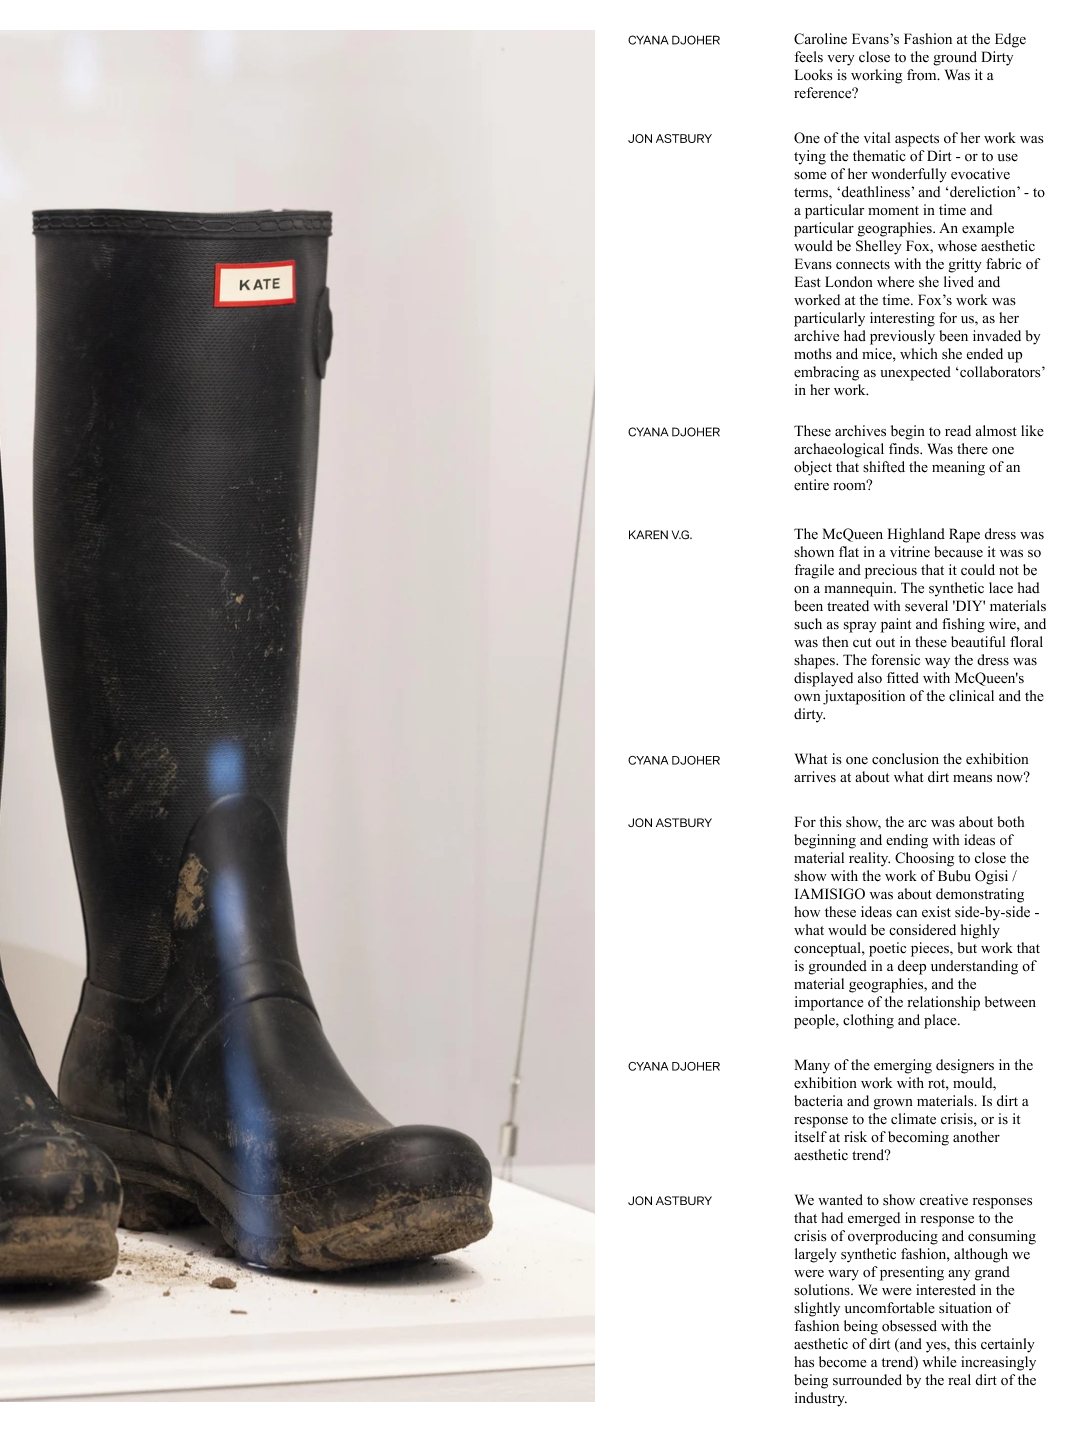 KATE
CYANA DJOHER
Caroline Evans’s Fashion at the Edge
feels very close to the ground Dirty
Looks is working from. Was it a
reference?
JON ASTBURY
One of the vital aspects of her work was
tying the thematic of Dirt - or to use
some of her wonderfully evocative
terms, ‘deathliness’ and ‘dereliction’ - to
a particular moment in time and
particular geographies. An example
would be Shelley Fox, whose aesthetic
Evans connects with the gritty fabric of
East London where she lived and
worked at the time. Fox’s work was
particularly interesting for us, as her
archive had previously been invaded by
moths and mice, which she ended up
embracing as unexpected ‘collaborators’
in her work.
CYANA DJOHER
These archives begin to read almost like
archaeological finds. Was there one
object that shifted the meaning of an
entire room?
KAREN V.G.
The McQueen Highland Rape dress was
shown flat in a vitrine because it was so
fragile and precious that it could not be
on a mannequin. The synthetic lace had
been treated with several 'DIY' materials
such as spray paint and fishing wire, and
was then cut out in these beautiful floral
shapes. The forensic way the dress was
displayed also fitted with McQueen's
own juxtaposition of the clinical and the
dirty.
CYANA DJOHER
What is one conclusion the exhibition
arrives at about what dirt means now?
JON ASTBURY
For this show, the arc was about both
beginning and ending with ideas of
material reality. Choosing to close the
show with the work of Bubu Ogisi /
IAMISIGO was about demonstrating
how these ideas can exist side-by-side -
what would be considered highly
conceptual, poetic pieces, but work that
is grounded in a deep understanding of
material geographies, and the
importance of the relationship between
people, clothing and place.
CYANA DJOHER
Many of the emerging designers in the
exhibition work with rot, mould,
bacteria and grown materials. Is dirt a
response to the climate crisis, or is it
itself at risk of becoming another
aesthetic trend?
JON ASTBURY
We wanted to show creative responses
that had emerged in response to the
crisis of overproducing and consuming
largely synthetic fashion, although we
were wary of presenting any grand
solutions. We were interested in the
slightly uncomfortable situation of
fashion being obsessed with the
aesthetic of dirt (and yes, this certainly
has become a trend) while increasingly
being surrounded by the real dirt of the
industry.